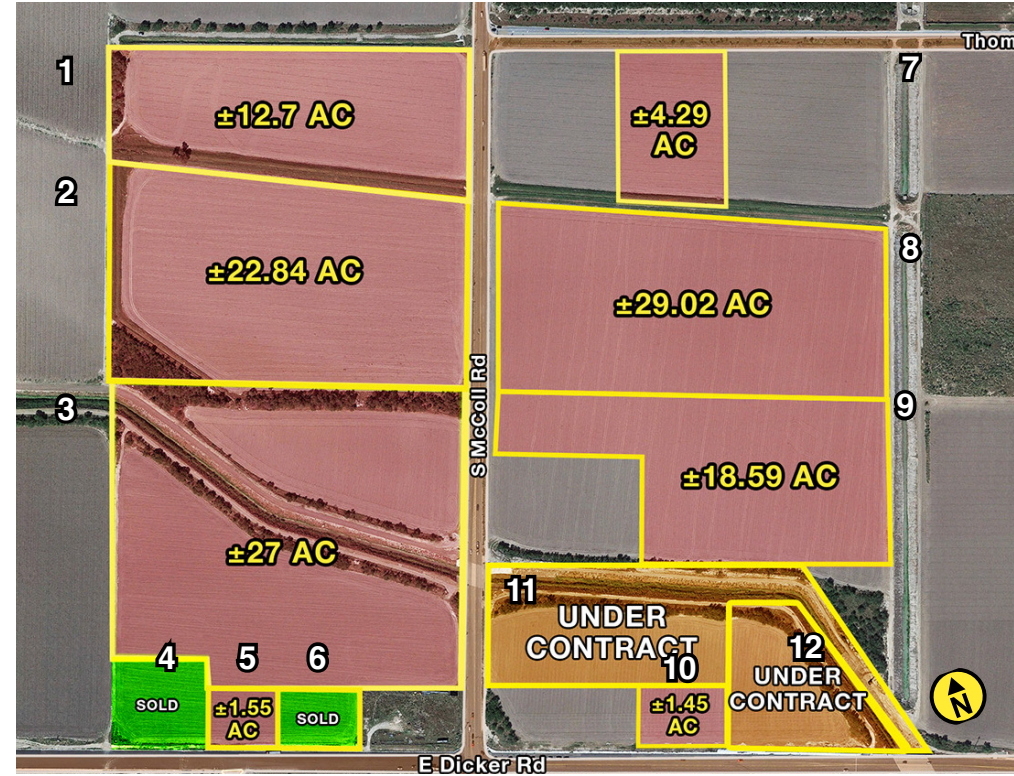 Thom
1
7
±12.7 AC
±4.29
AC
2
8
±22.84 AC
±29.02 AC
S McColl Rd
3
9
±18.59 AC
±27 AC
11
UNDER
CONTRACT
12
4
5
6
10
UNDER
CONTRACT
SOLD
±1.55
AC
SOLD
±1.45
AC
N
E Dicker Rd